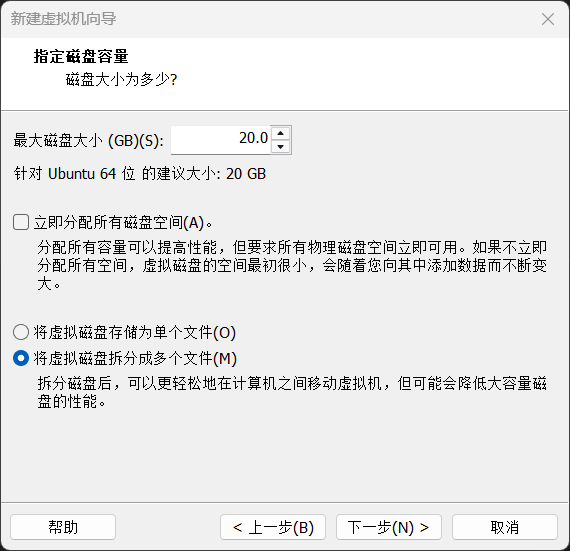 新建虚拟机向导
指定磁盘容量
磁盘大小为多少?
最大磁盘大小 (GB)(S): 20.0
针对 Ubuntu 64 位 的建议大小: 20 GB
立即分配所有磁盘空间(A)。
分配所有容量可以提高性能，但要求所有物理磁盘空间立即可用。如果不立即
分配所有空间，虚拟磁盘的空间最初很小，会随着您向其中添加数据而不断变
大。
将虚拟磁盘存储为单个文件(O)
将虚拟磁盘拆分成多个文件(M)
拆分磁盘后，可以更轻松地在计算机之间移动虚拟机，但可能会降低大容量磁
盘的性能。
帮助 < 上一步(B) 下一步(N) > 取消